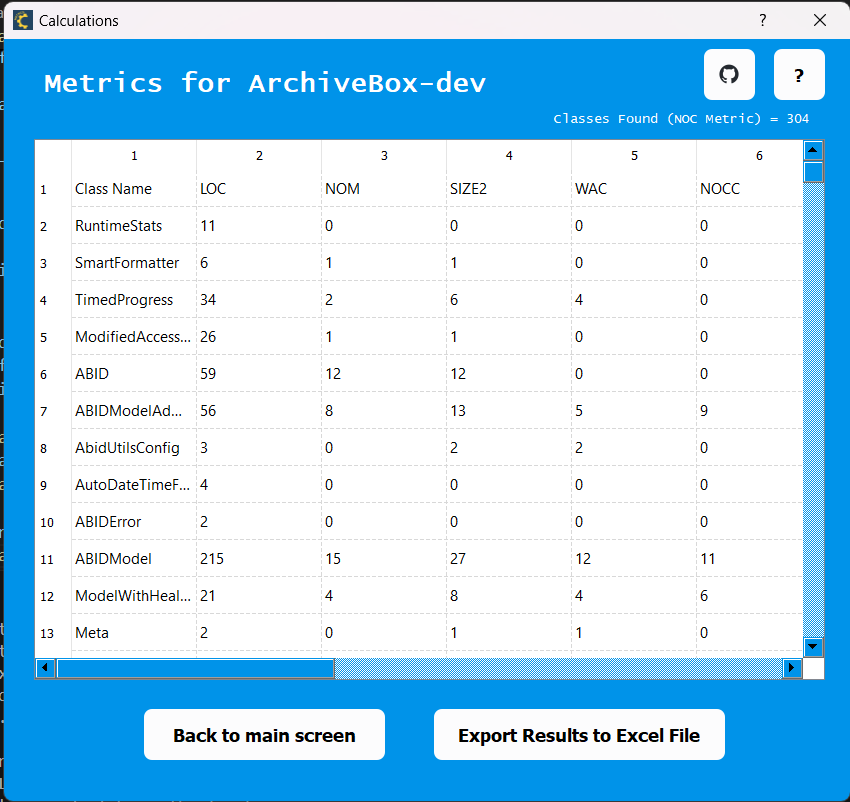 Calculations ?
Metrics for ArchiveBox-dev ?
Classes Found (NOC Metric) = 304
1 2 3 4 5 6
1 Class Name LOC NOM SIZE2 WAC NOCC
2 RuntimeStats 11 0 0 0 0
3 SmartFormatter 6 1 1 0 0
4 TimedProgress 34 2 6 4 0
5 ModifiedAccess... 26 1 1 0 0
6 ABID 59 12 12 0 0
7 ABIDModelAd... 56 8 13 5 9
8 AbidUtilsConfig 3 0 2 2 0
9 AutoDateTimeF... 4 0 0 0 0
10 ABIDError 2 0 0 0 0
11 ABIDModel 215 15 27 12 11
12 ModelWithHeal... 21 4 8 4 6
13 Meta 2 0 1 1 0
Back to main screen Export Results to Excel File